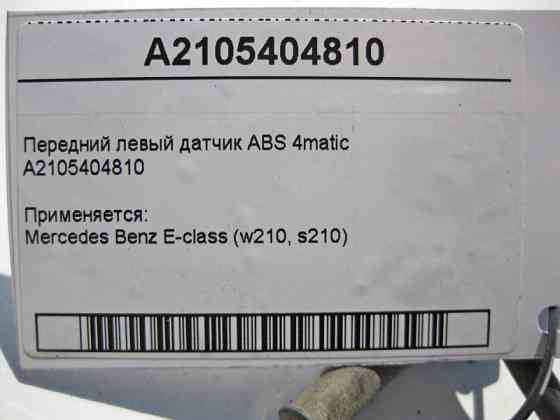 A2105404810
Передний левый датчик ABS 4matic
A2105404810
Применяется:
Mercedes Benz E-class (w210, s210)